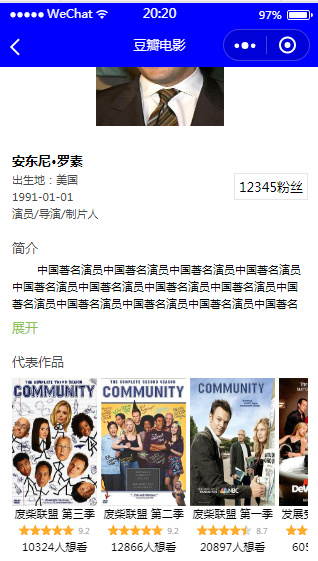 WeChat 20:20 97%
豆瓣电影
安东尼•罗素
出生地：美国
1991-01-01
12345粉丝
演员/导演/制片人
简介
中国著名演员中国著名演员中国著名演员中国著名演员
中国著名演员中国著名演员中国著名演员中国著名演员
著名演员中国著名演员中国著名演员中国著名演员中国著名
展开
代表作品
THE COMPLETE THIRD SEASON
COMMUNITY
THE COMPLETE SECOND SEASON
COMMUNITY
COMMUNITY
NBC
废柴联盟 第三季
废柴联盟 第二季
废柴联盟 第一季
发展受
9.2
9.2
8.7
10324人想看
12866人想看
20897人想看
605